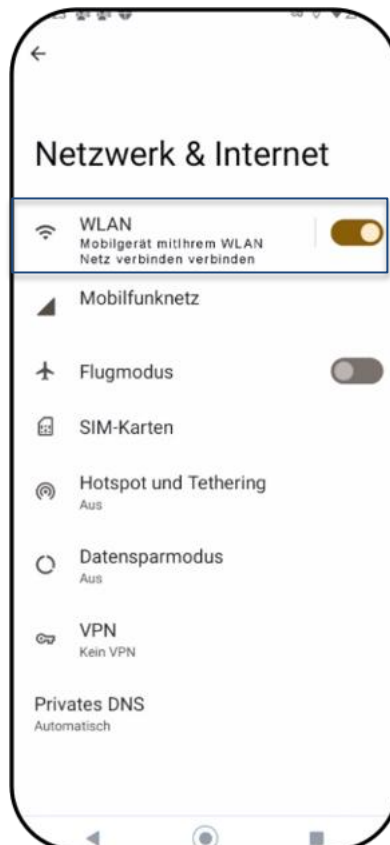 Netzwerk & Internet
WLAN
Mobilgerät mitIhrem WLAN
Netz verbinden verbinden
Mobilfunknetz
Flugmodus
SIM-Karten
Hotspot und Tethering
Aus
Datensparmodus
Aus
VPN
Kein VPN
Privates DNS
Automatisch